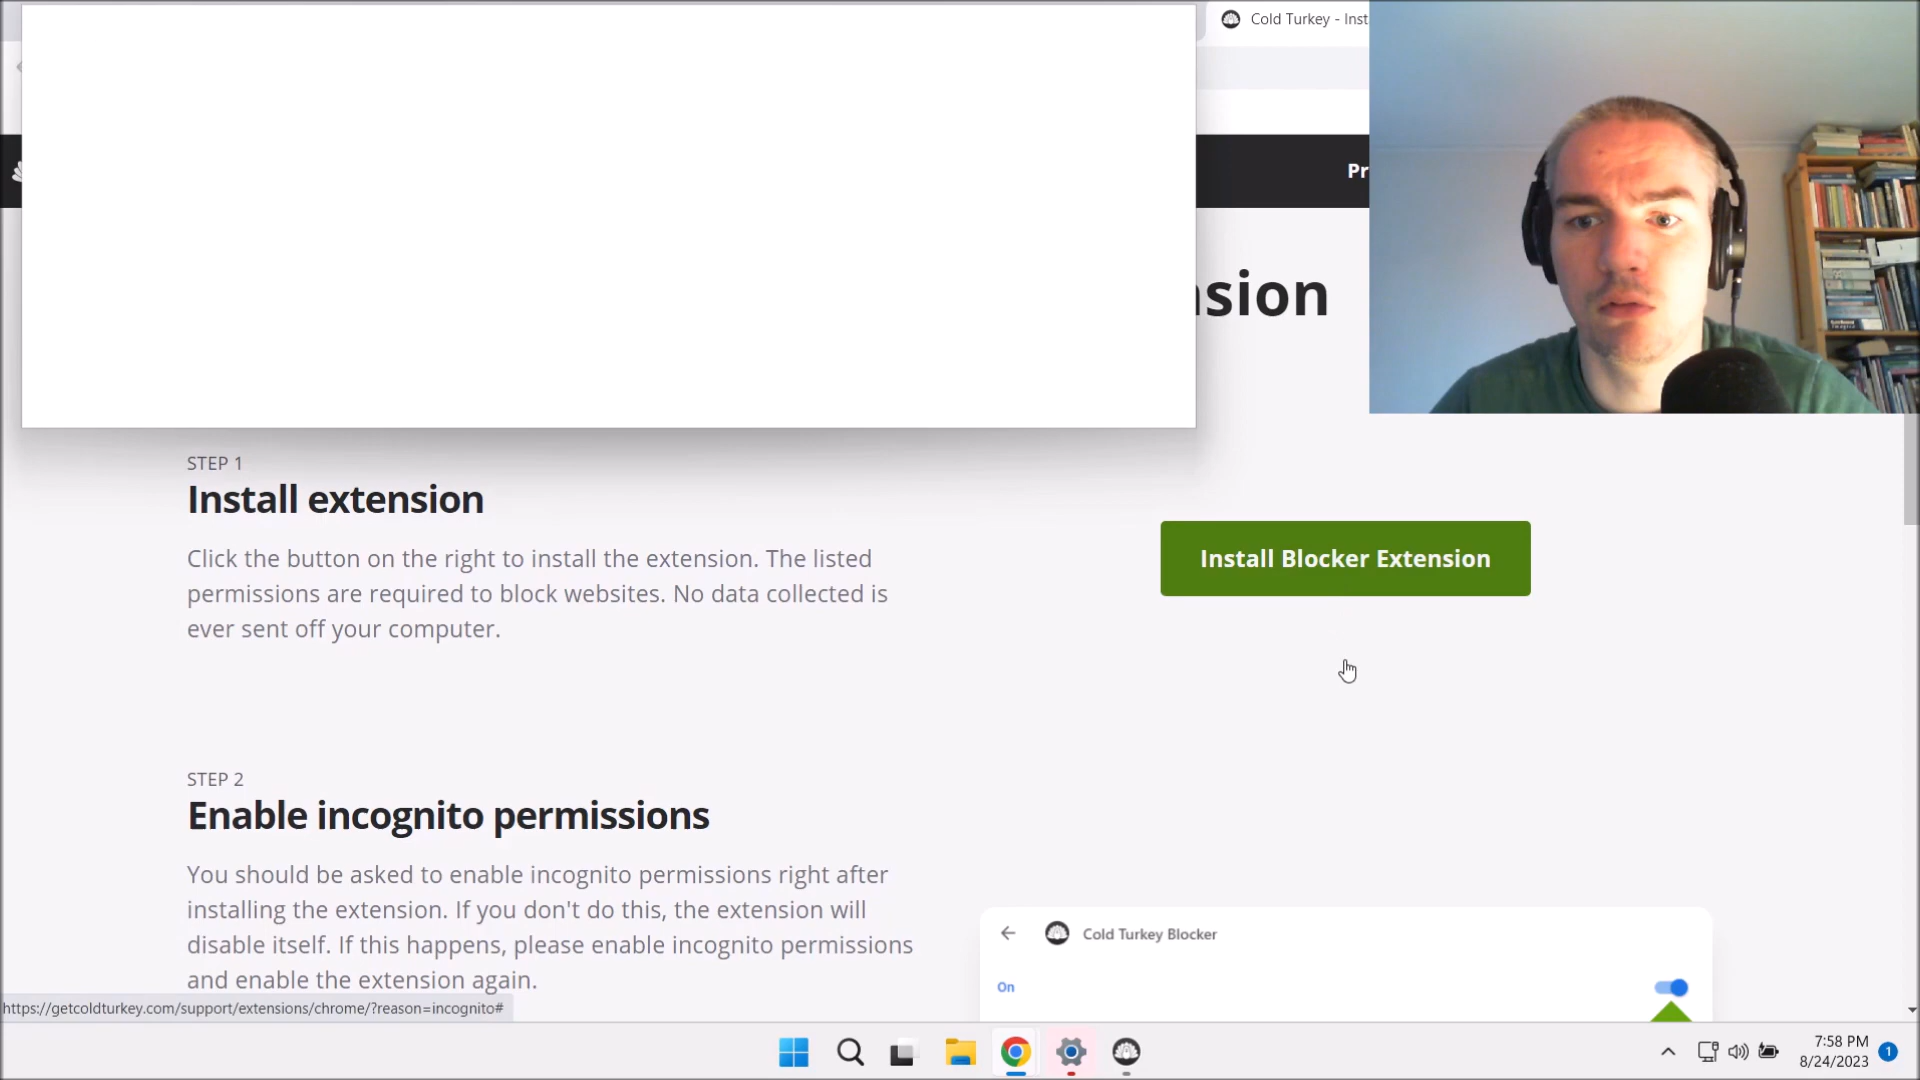 Cold Turkey - Inst
Pr
nsion
STEP 1
Install extension
Click the button on the right to install the extension. The listed
permissions are required to block websites. No data collected is
ever sent off your computer.
Install Blocker Extension
STEP 2
Enable incognito permissions
You should be asked to enable incognito permissions right after
installing the extension. If you don't do this, the extension will
disable itself. If this happens, please enable incognito permissions
and enable the extension again.
Cold Turkey Blocker
On
https://getcoldturkey.com/support/extensions/chrome/?reason=incognito#
7:58 PM
8/24/2023
1